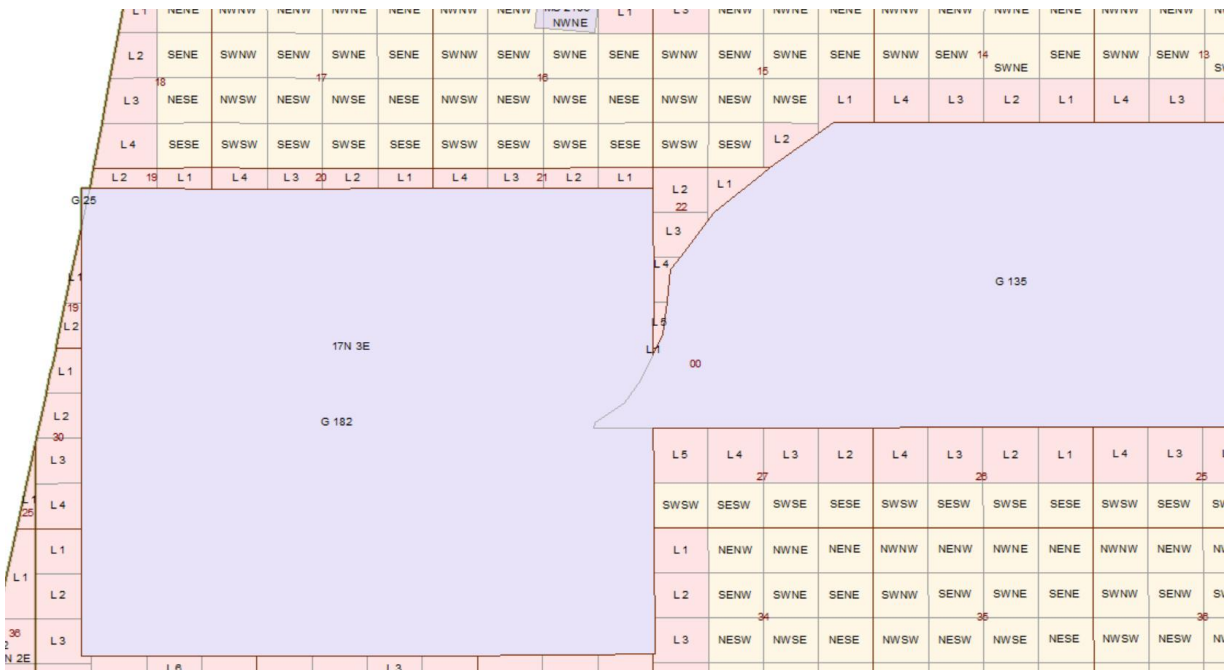 L 1 NENE NWNW NENW NWNE NENE NWNW NENW NWNE L 1 L 3 NENW NWNE NENE NWNW NENW NWNE NENE NWNW NENW
L 2 SENE SWNW SENW SWNE SENE SWNW SENW SWNE SENE SWNW SENW SWNE SENE SWNW SENW 14 SWNE SENE SWNW SENW 13
18 17 16 15
L 3 NESE NWSW NESW NWSE NESE NWSW NESW NWSE NESE NWSW NESW NWSE L 1 L 4 L 3 L 2 L 1 L 4 L 3
L 4 SESE SWSW SESW SWSE SESE SWSW SESW SWSE SESE SWSW SESW L 2
L 2 19 L 1 L 4 L 3 20 L 2 L 1 L 4 L 3 21 L 2 L 1 L 2 L 1
G 25 22
L 3
L 1 L 4 G 135
19
L 2 L 5
17N 3E L 1
00
L 1
L 2 G 182
30
L 3 L 5 L 4 L 3 L 2 L 4 L 3 L 2 L 1 L 4 L 3
27 26 25
L 1 L 4 SWSW SESW SWSE SESE SWSW SESW SWSE SESE SWSW SESW
25
L 1 L 1 NENW NWNE NENE NWNW NENW NWNE NENE NWNW NENW
L 1
L 2 L 2 SENW SWNE SENE SWNW SENW SWNE SENE SWNW SENW
34 35 36
36 L 3 L 3 NESW NWSE NESE NWSW NESW NWSE NESE NWSW NESW
N 2E
L 6 L 3